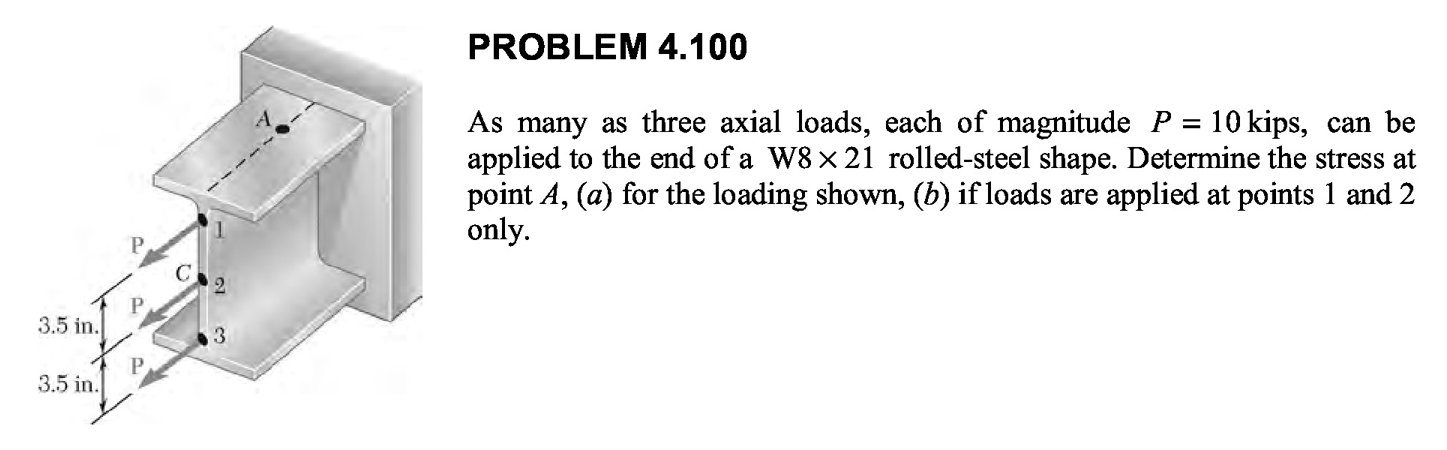 PROBLEM 4.100
As many as three axial loads, each of magnitude P = 10 kips, can be
applied to the end of a W8 × 21 rolled-steel shape. Determine the stress at
point A, (a) for the loading shown, (b) if loads are applied at points 1 and 2
only.
A
1
P
C
2
P
3.5 in.
3
P
3.5 in.